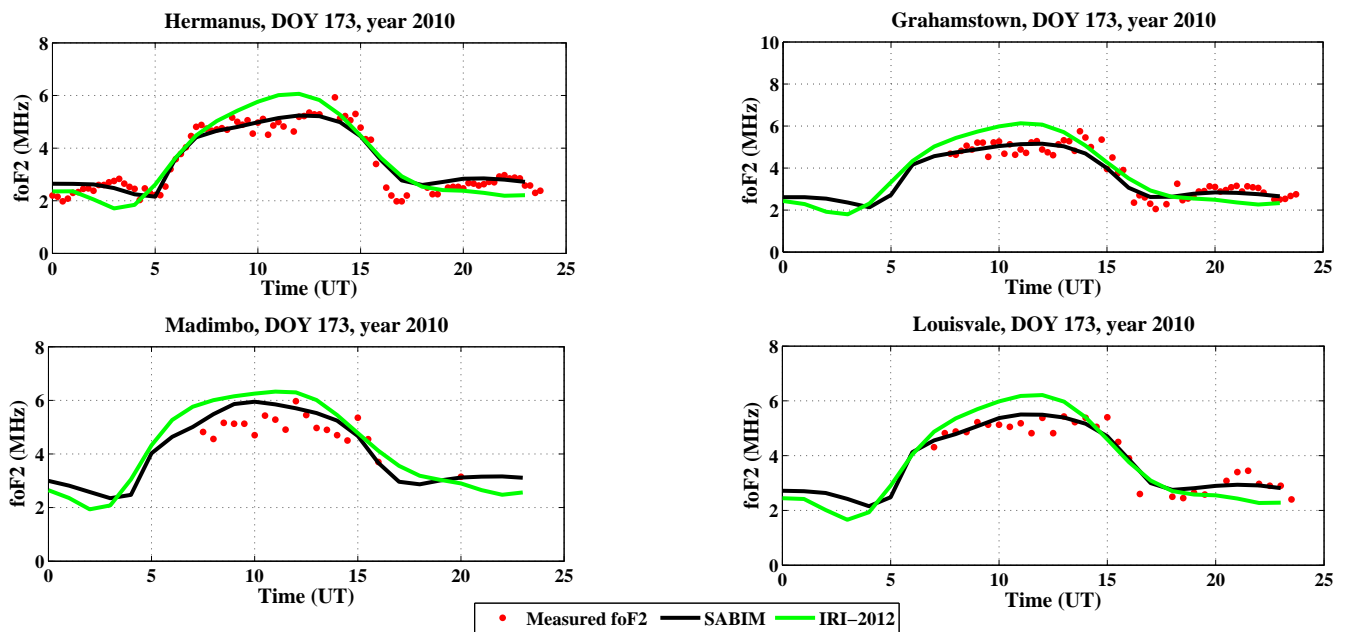 Hermanus, DOY 173, year 2010
8
6
4
2
0
foF2 (MHz)
0 5 10 15 20 25
Time (UT)
Grahamstown, DOY 173, year 2010
10
8
6
4
2
0
foF2 (MHz)
0 5 10 15 20 25
Time (UT)
Madimbo, DOY 173, year 2010
8
6
4
2
0
foF2 (MHz)
0 5 10 15 20 25
Time (UT)
Louisvale, DOY 173, year 2010
8
6
4
2
0
foF2 (MHz)
0 5 10 15 20 25
Time (UT)
Measured foF2 SABIM IRI−2012